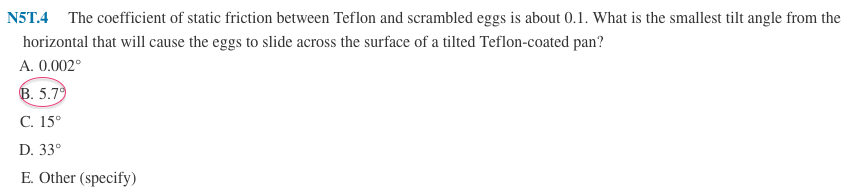 N5T.4 The coefficient of static friction between Teflon and scrambled eggs is about 0.1. What is the smallest tilt angle from the
horizontal that will cause the eggs to slide across the surface of a tilted Teflon-coated pan?
A. 0.002°
B. 5.7°
C. 15°
D. 33°
E. Other (specify)